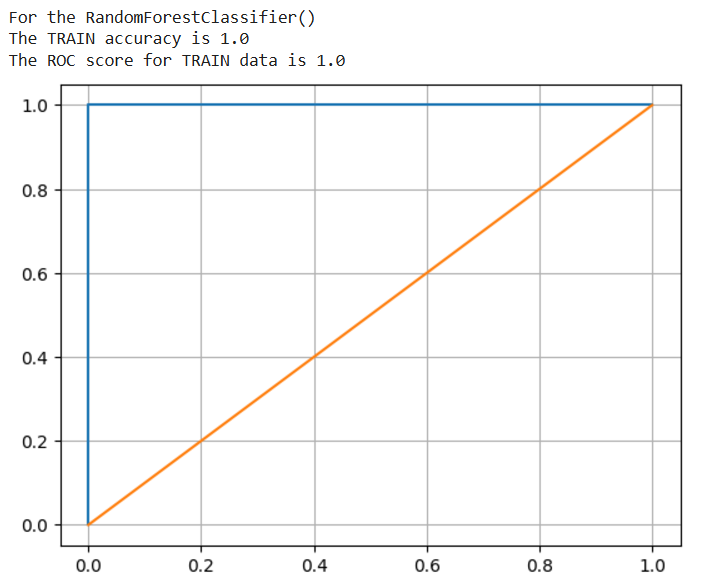 For the RandomForestClassifier()
The TRAIN accuracy is 1.0
The ROC score for TRAIN data is 1.0
1.0
0.8
0.6
0.4
0.2
0.0
0.0 0.2 0.4 0.6 0.8 1.0